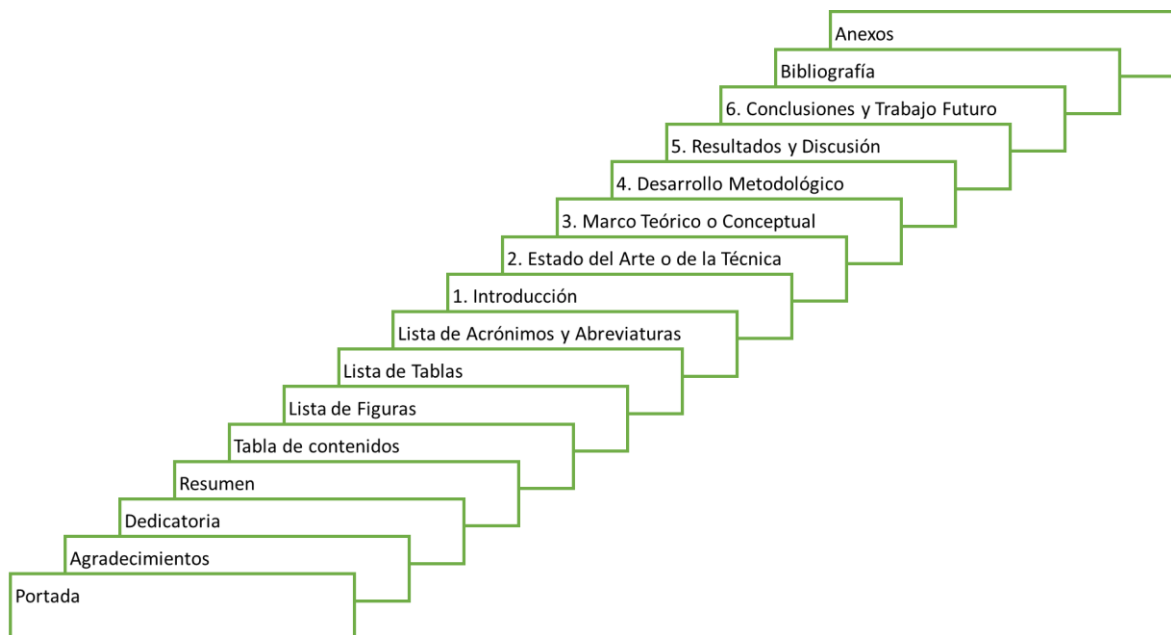 Anexos
Bibliografía
6. Conclusiones y Trabajo Futuro
5. Resultados y Discusión
4. Desarrollo Metodológico
3. Marco Teórico o Conceptual
2. Estado del Arte o de la Técnica
1. Introducción
Lista de Acrónimos y Abreviaturas
Lista de Tablas
Lista de Figuras
Tabla de contenidos
Resumen
Dedicatoria
Agradecimientos
Portada